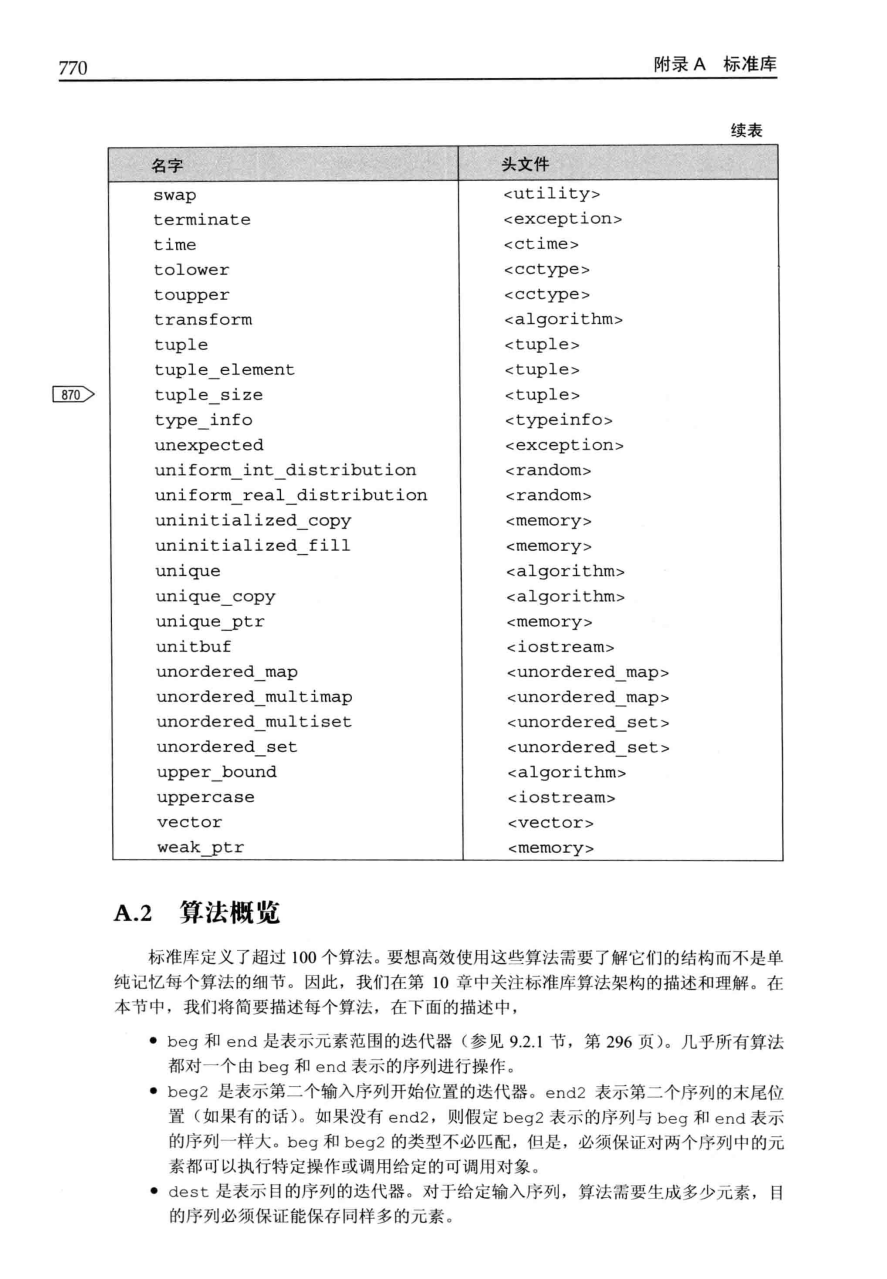 770
附录 A 标准库
续表
名字 头文件
swap <utility>
terminate <exception>
time <ctime>
tolower <cctype>
toupper <cctype>
transform <algorithm>
tuple <tuple>
tuple_element <tuple>
870
tuple_size <tuple>
type_info <typeinfo>
unexpected <exception>
uniform_int_distribution <random>
uniform_real_distribution <random>
uninitialized_copy <memory>
uninitialized_fill <memory>
unique <algorithm>
unique_copy <algorithm>
unique_ptr <memory>
unitbuf <iostream>
unordered_map <unordered_map>
unordered_multimap <unordered_map>
unordered_multiset <unordered_set>
unordered_set <unordered_set>
upper_bound <algorithm>
uppercase <iostream>
vector <vector>
weak_ptr <memory>
A.2 算法概览
标准库定义了超过 100 个算法。要想高效使用这些算法需要了解它们的结构而不是单
纯记忆每个算法的细节。因此，我们在第 10 章中关注标准库算法架构的描述和理解。在
本节中，我们将简要描述每个算法，在下面的描述中，
• beg 和 end 是表示元素范围的迭代器（参见 9.2.1 节，第 296 页）。几乎所有算法
都对一个由 beg 和 end 表示的序列进行操作。
• beg2 是表示第二个输入序列开始位置的迭代器。end2 表示第二个序列的末尾位
置（如果有的话）。如果没有 end2，则假定 beg2 表示的序列与 beg 和 end 表示
的序列一样大。beg 和 beg2 的类型不必匹配，但是，必须保证对两个序列中的元
素都可以执行特定操作或调用给定的可调用对象。
• dest 是表示目的序列的迭代器。对于给定输入序列，算法需要生成多少元素，目
的序列必须保证能保存同样多的元素。